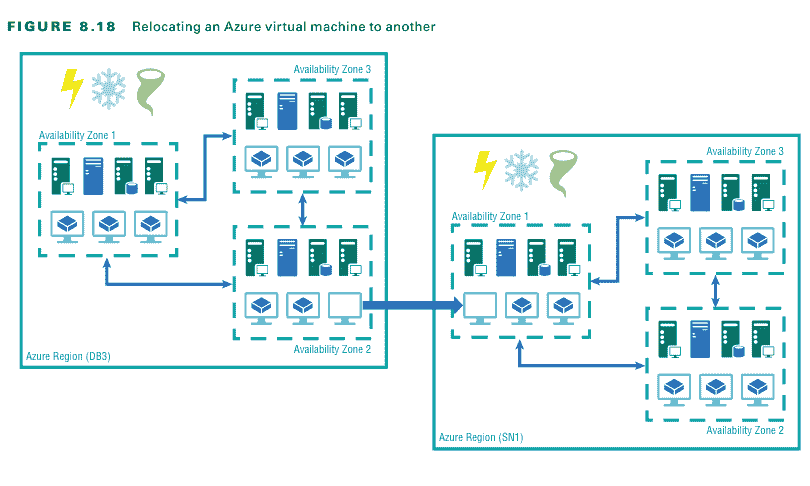 FIGURE 8.18 Relocating an Azure virtual machine to another
Availability Zone 3
Availability Zone 1
Availability Zone 2
Azure Region (DB3)
Availability Zone 3
Availability Zone 1
Availability Zone 2
Azure Region (SN1)